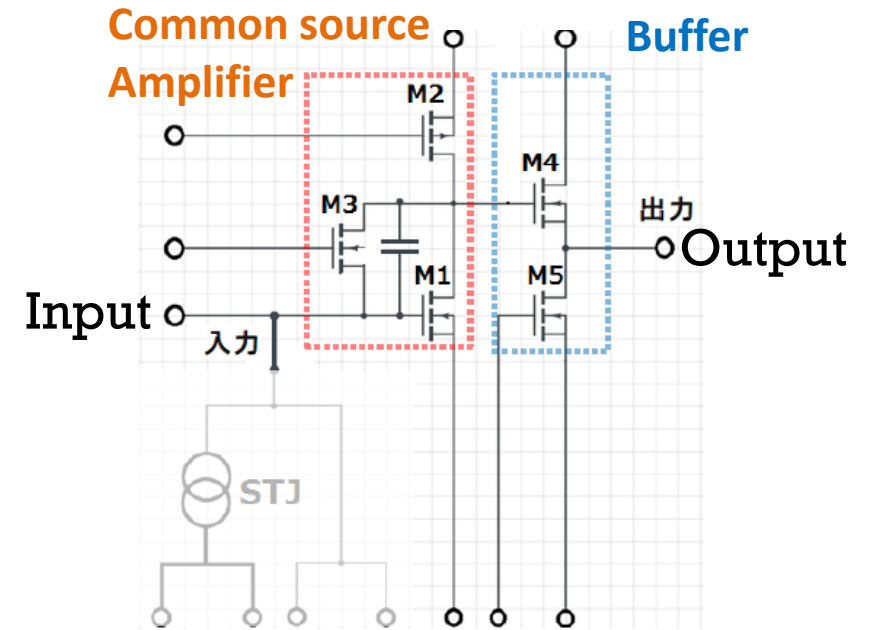 Common source
Amplifier
Buffer
M2
M4
M3
出力
Output
M1
M5
Input
入力
STJ